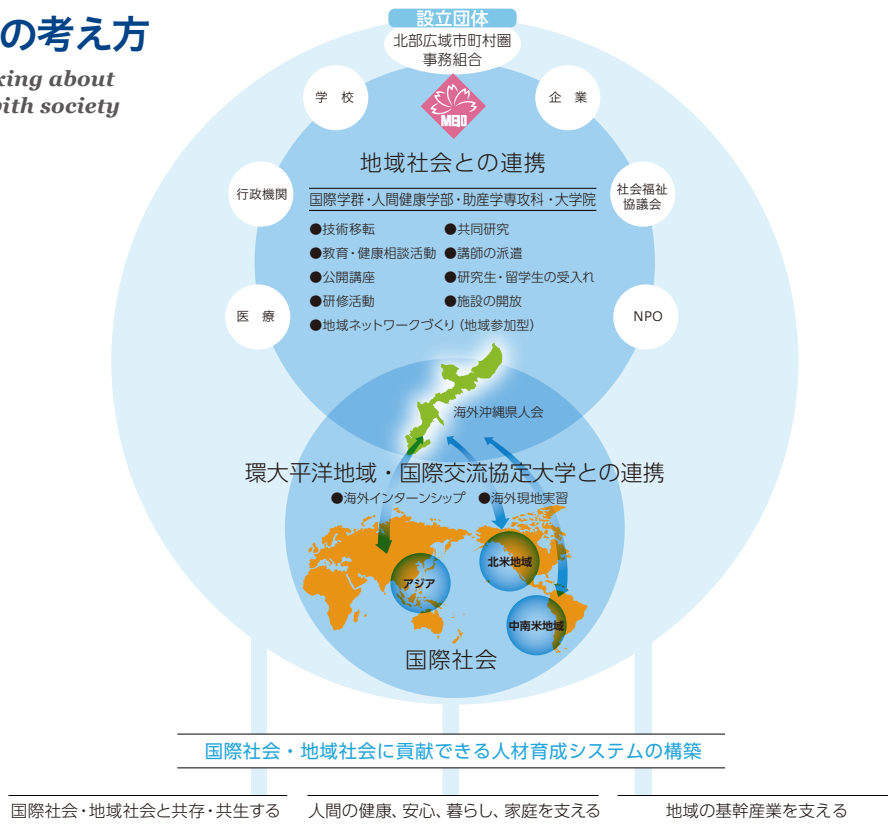 の考え方
king about
with society
設立団体
北部広域市町村圏
事務組合
学 校
企 業
MEIO
地域社会との連携
行政機関
社会福祉
協議会
国際学群・人間健康学部・助産学専攻科・大学院
●技術移転 ●共同研究
●教育・健康相談活動 ●講師の派遣
●公開講座 ●研究生・留学生の受入れ
●研修活動 ●施設の開放
●地域ネットワークづくり（地域参加型）
医 療
NPO
海外沖縄県人会
環太平洋地域・国際交流協定大学との連携
●海外インターンシップ ●海外現地実習
アジア
北米地域
中南米地域
国際社会
国際社会・地域社会に貢献できる人材育成システムの構築
国際社会・地域社会と共存・共生する
人間の健康、安心、暮らし、家庭を支える
地域の基幹産業を支える